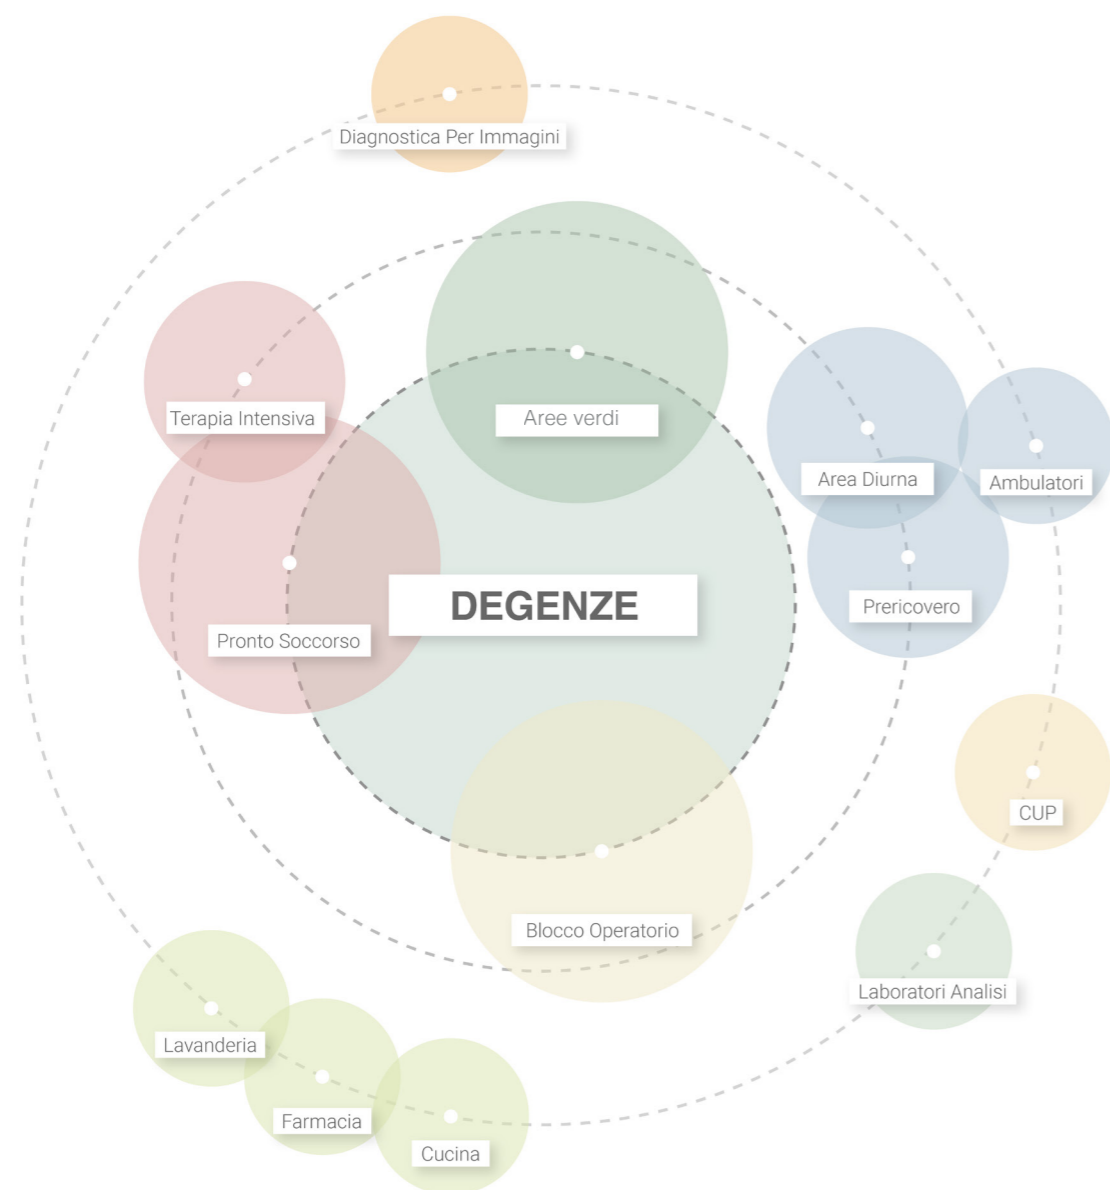 Diagnostica Per Immagini
Terapia Intensiva
Aree verdi
Area Diurna
Ambulatori
DEGENZE
Prericovero
Pronto Soccorso
CUP
Blocco Operatorio
Laboratori Analisi
Lavanderia
Farmacia
Cucina